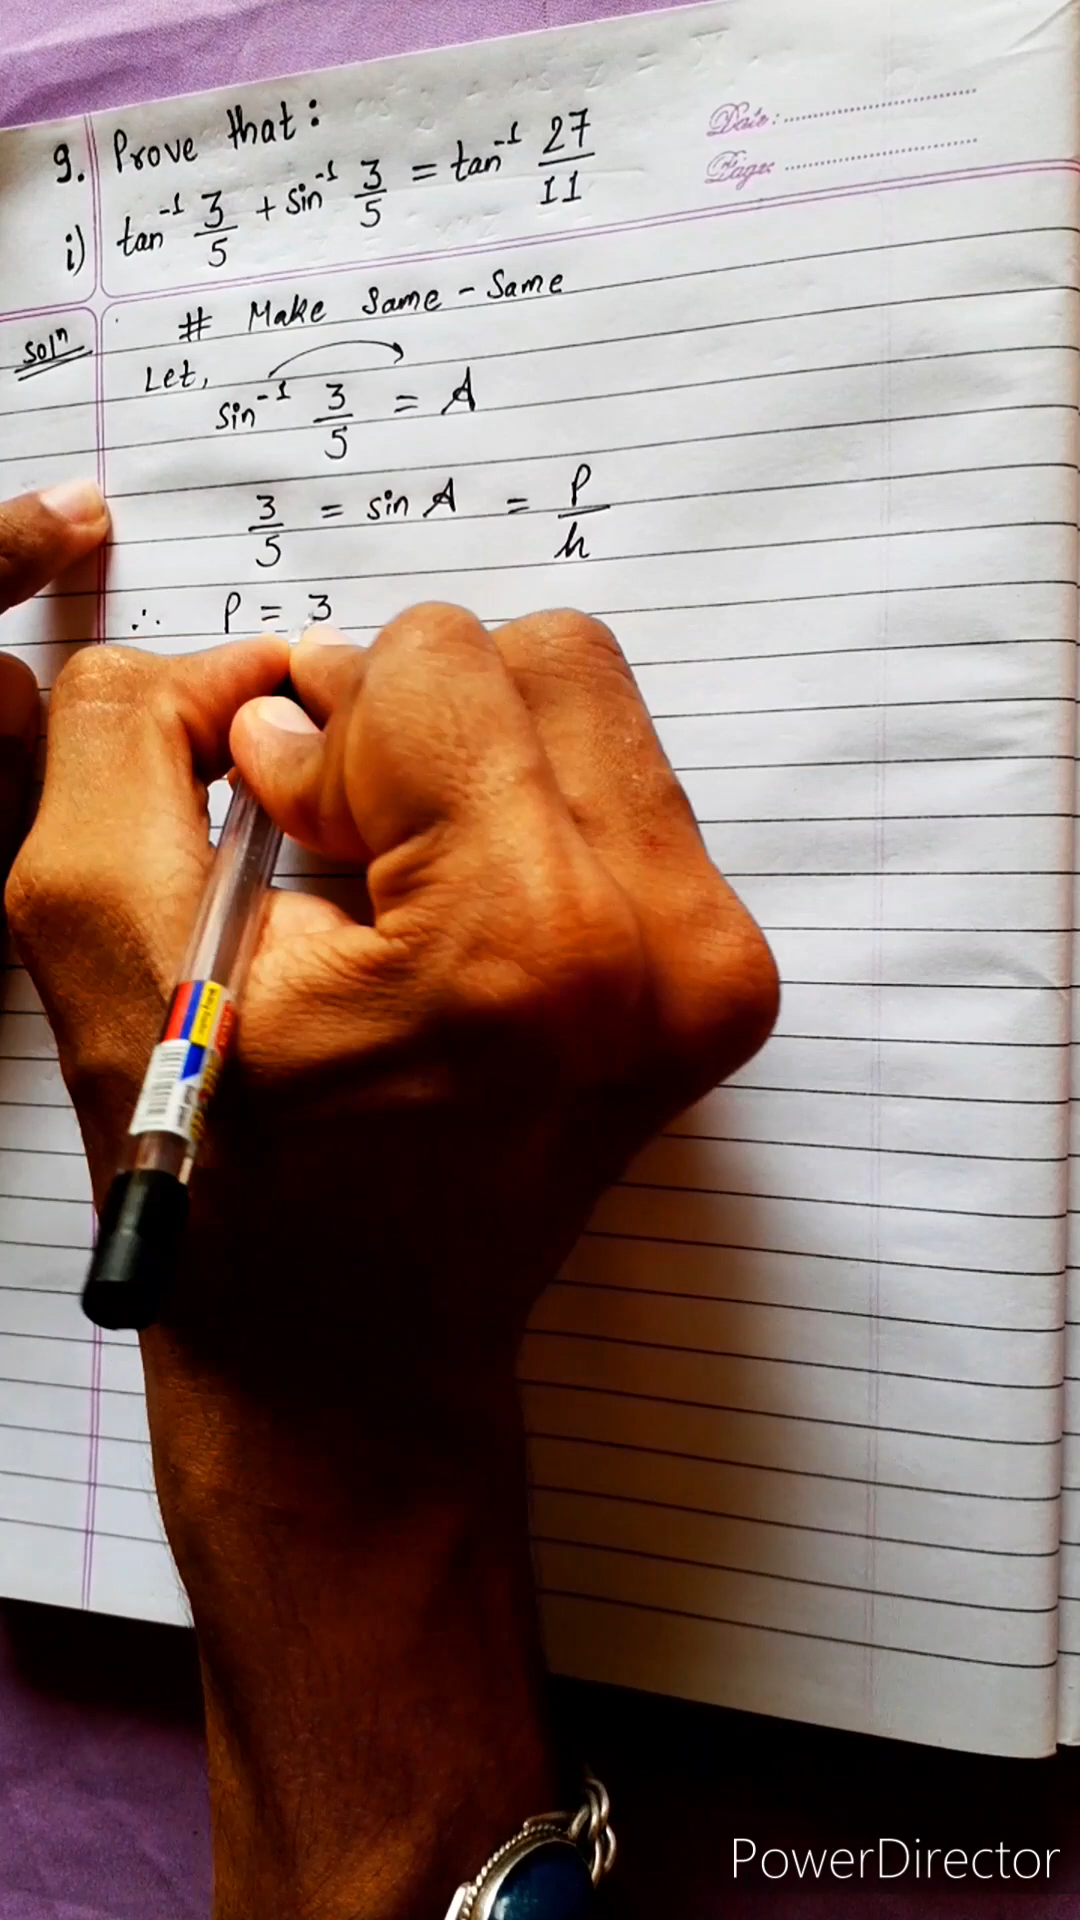 9. Prove that:
Date:
Page:
i) tan⁻¹ 3/5 + sin⁻¹ 3/5 = tan⁻¹ 27/11
# Make Same - Same
Solⁿ
Let,
sin⁻¹ 3/5 = A
3/5 = sin A = P/h
∴ P = 3
PowerDirector